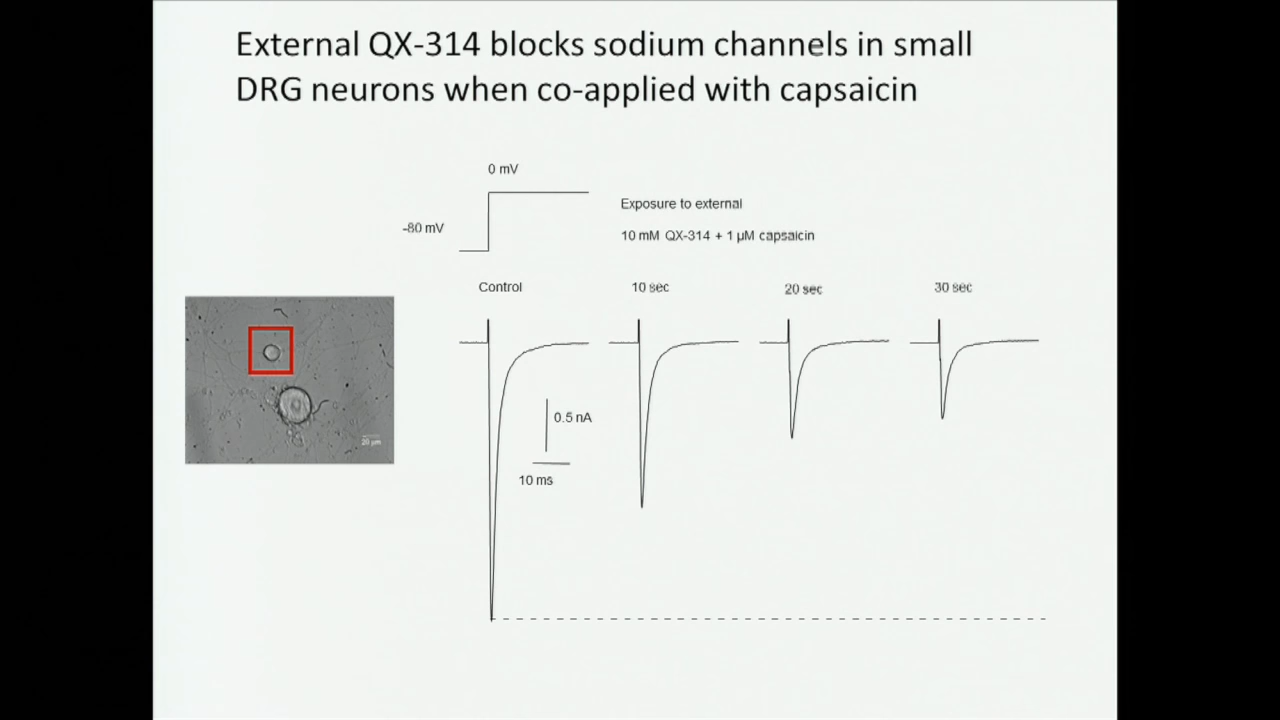 External QX-314 blocks sodium channels in small
DRG neurons when co-applied with capsaicin
0 mV
-80 mV
Exposure to external
10 mM QX-314 + 1 µM capsaicin
Control
10 sec
20 sec
30 sec
0.5 nA
10 ms
20 µm